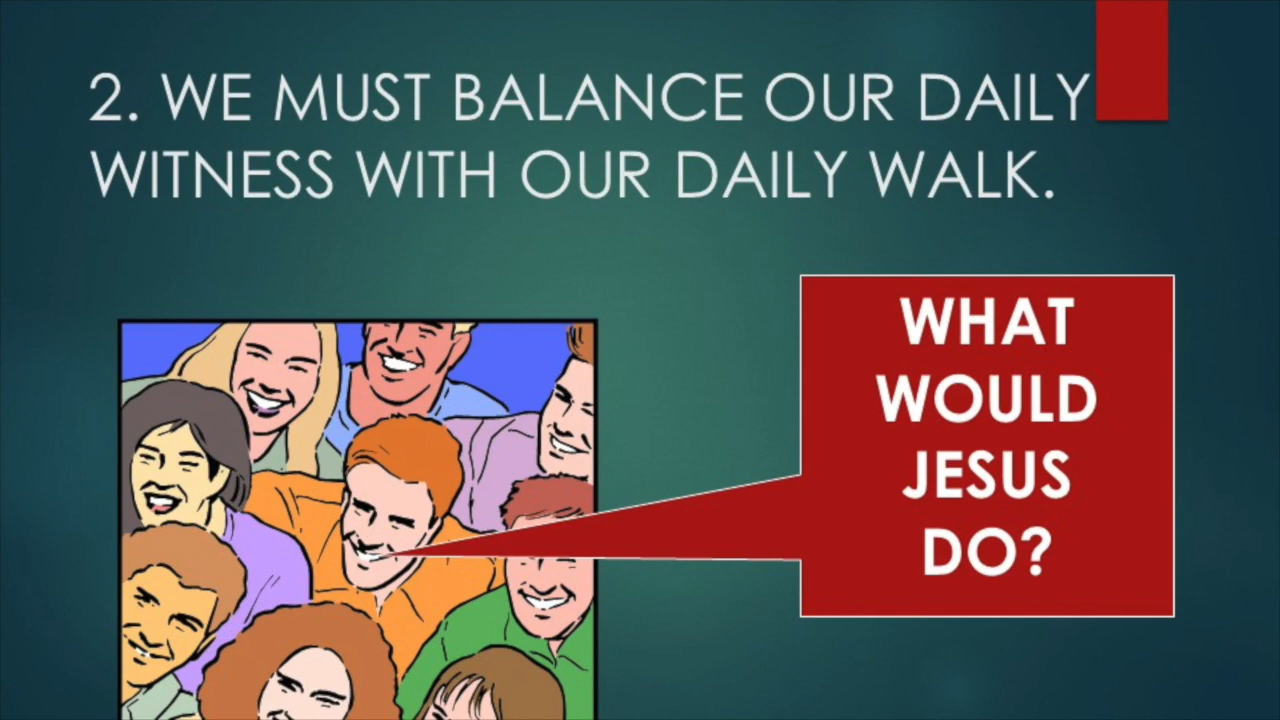 2. WE MUST BALANCE OUR DAILY
WITNESS WITH OUR DAILY WALK.
WHAT
WOULD
JESUS
DO?